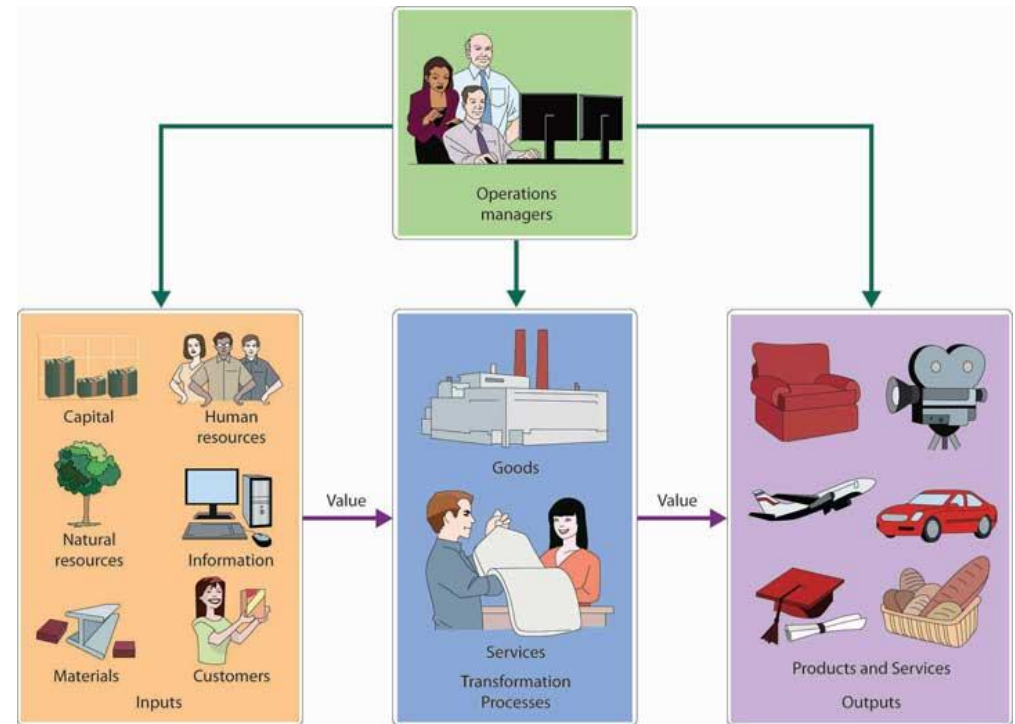 Operations
managers
Capital
Human
resources
Natural
resources
Information
Materials
Customers
Inputs
Value
Goods
Services
Transformation
Processes
Value
Products and Services
Outputs